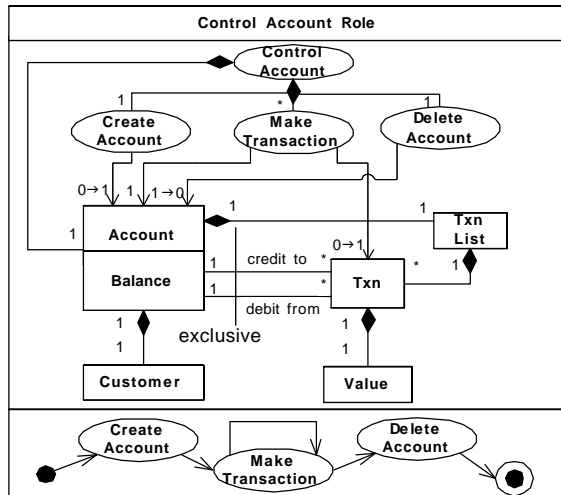 Control Account Role
Control
Account
1
*
1
Create
Account
Make
Transaction
Delete
Account
0→1
1
1→0
1
Account
1
1
Txn
List
0→1
1
Balance
1
credit to
*
Txn
*
1
1
debit from
*
exclusive
1
1
1
1
Customer
Value
Create
Account
Make
Transaction
Delete
Account